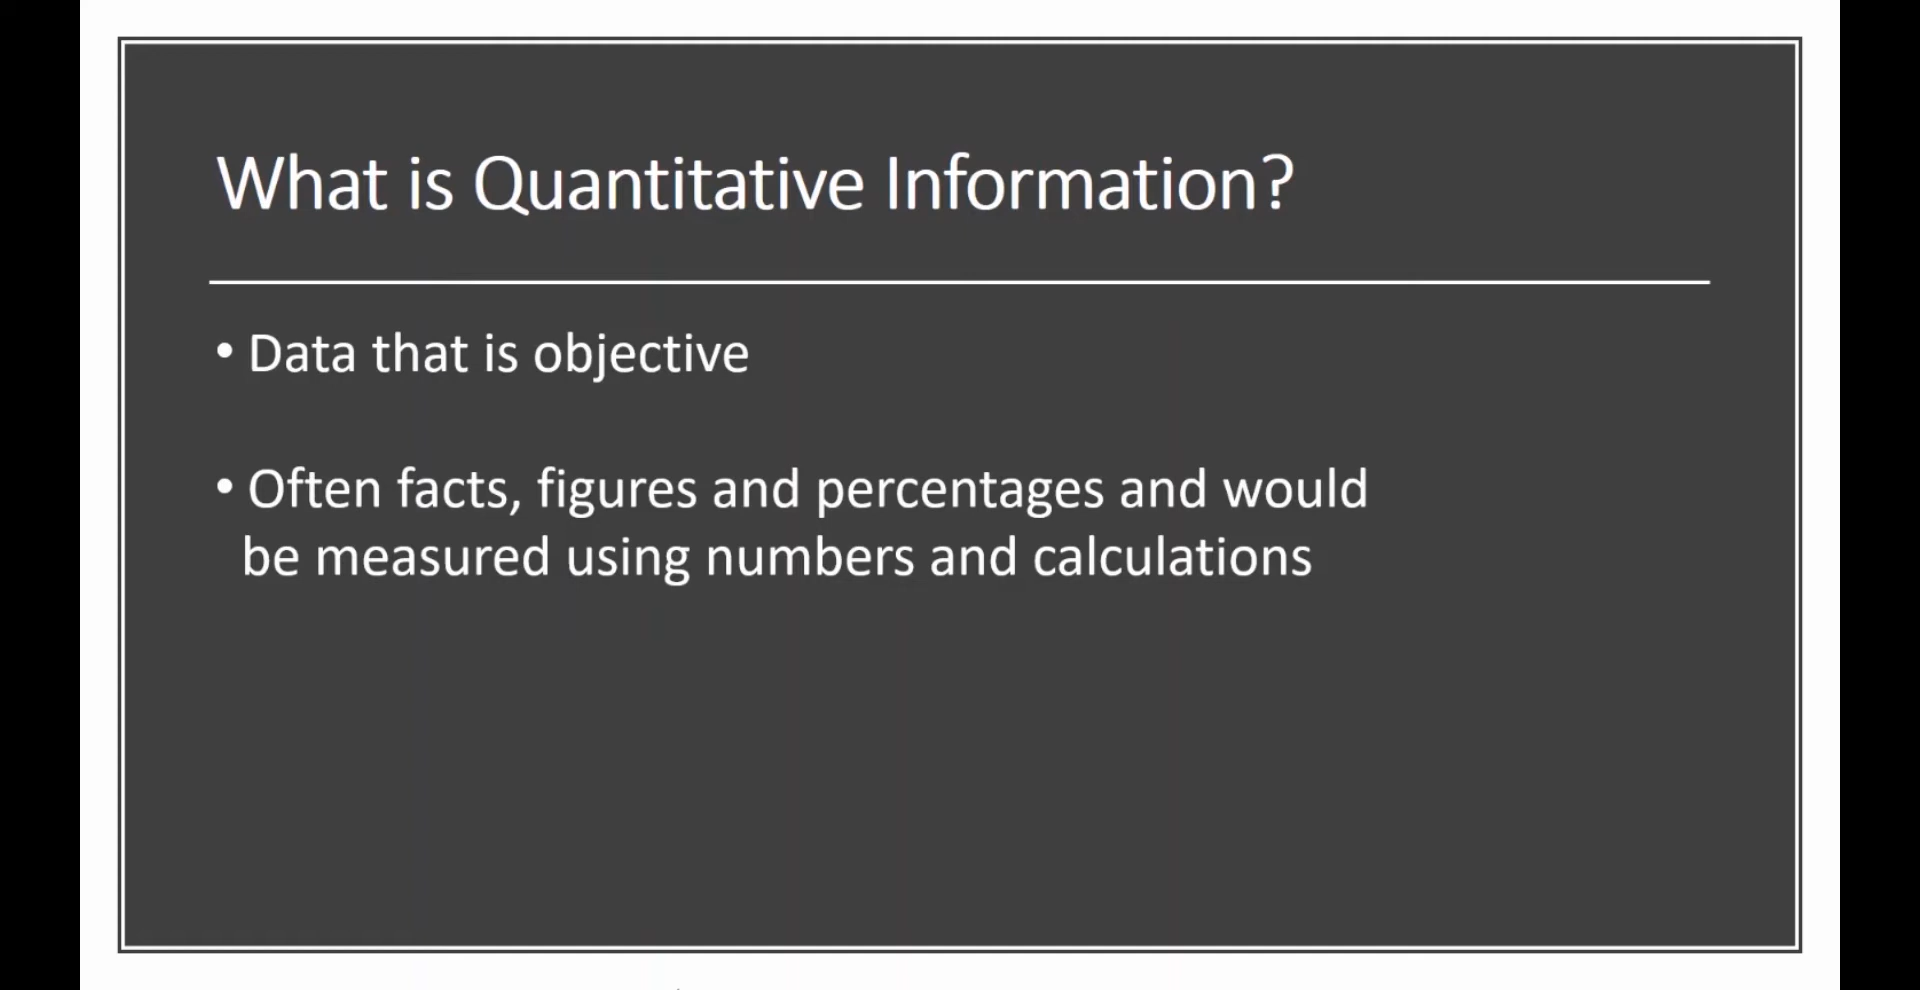 What is Quantitative Information?
• Data that is objective
• Often facts, figures and percentages and would
be measured using numbers and calculations